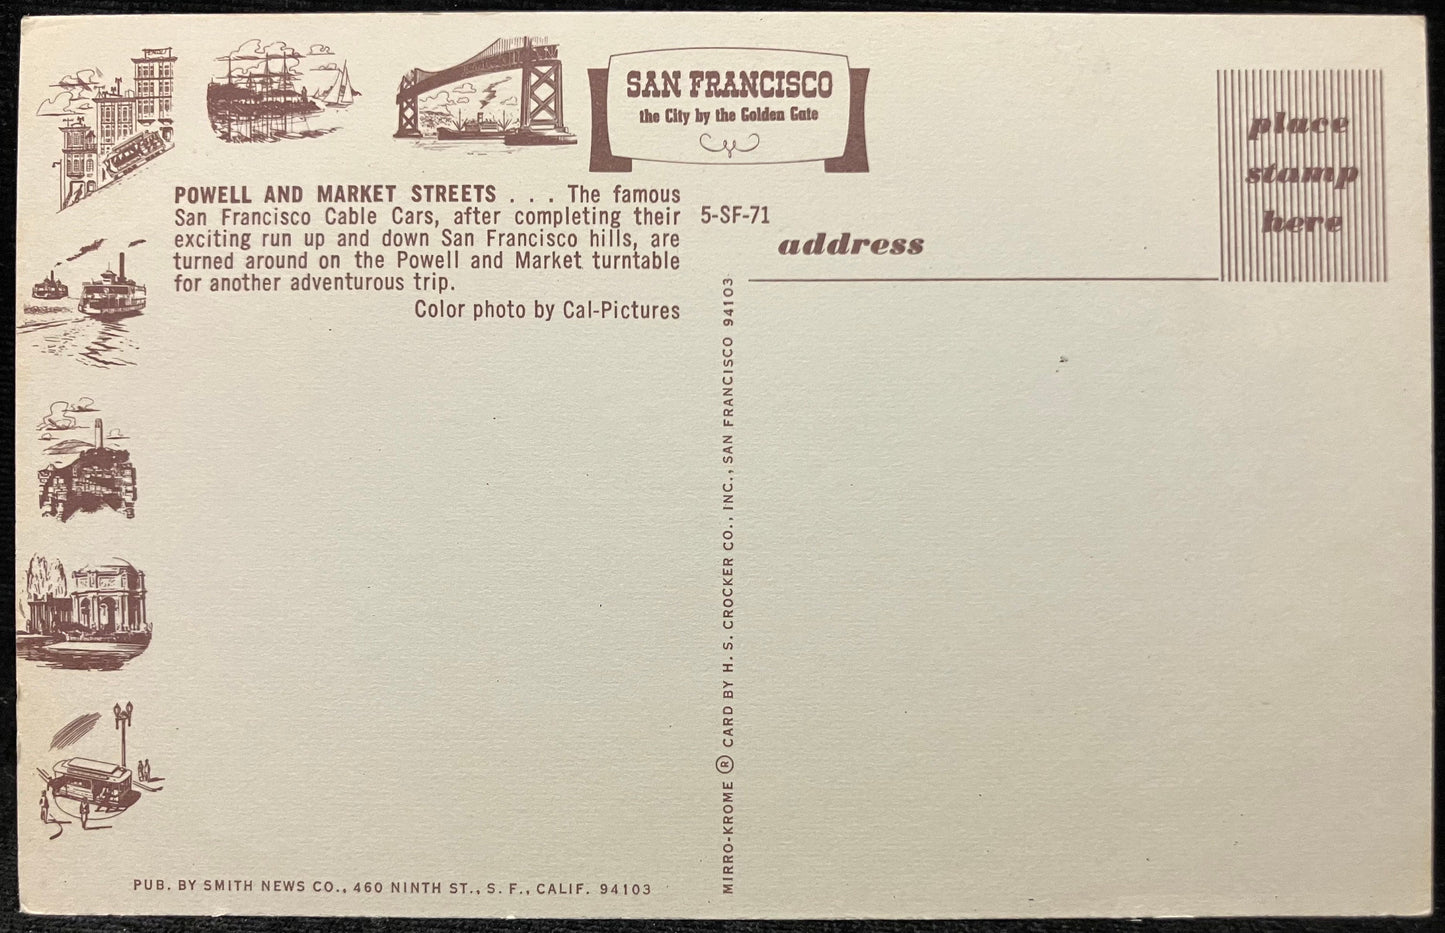 SAN FRANCISCO
the City by the Golden Gate
POWELL AND MARKET STREETS . . . The famous
San Francisco Cable Cars, after completing their
exciting run up and down San Francisco hills, are
turned around on the Powell and Market turntable
for another adventurous trip.
Color photo by Cal-Pictures
5-SF-71
address
place
stamp
here
MIRRO-KROME ® CARD BY H. S. CROCKER CO., INC., SAN FRANCISCO 94103
PUB. BY SMITH NEWS CO., 460 NINTH ST., S. F., CALIF. 94103